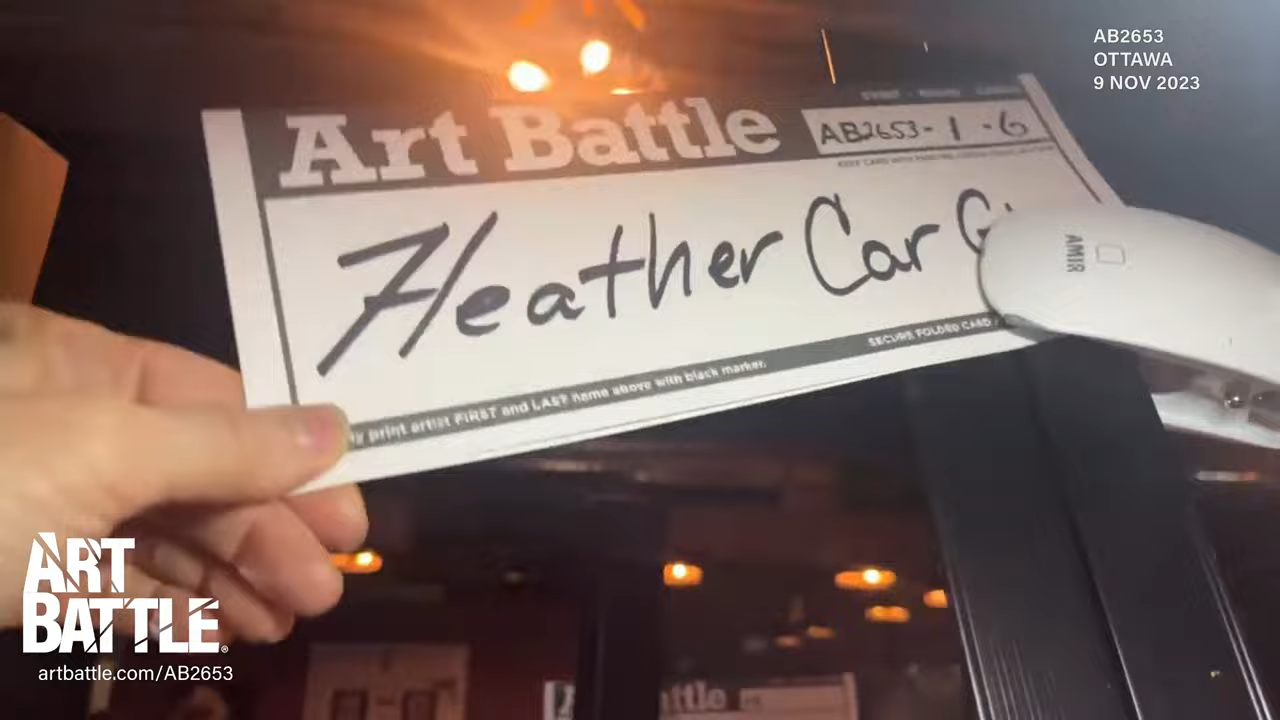 AB2653
OTTAWA
9 NOV 2023
Art Battle
AB2653-1-6
Heather Car
AMIR
SECURE FOLDED CARD
print artist FIRST and LAST name above with black marker.
ART
BATTLE®
artbattle.com/AB2653